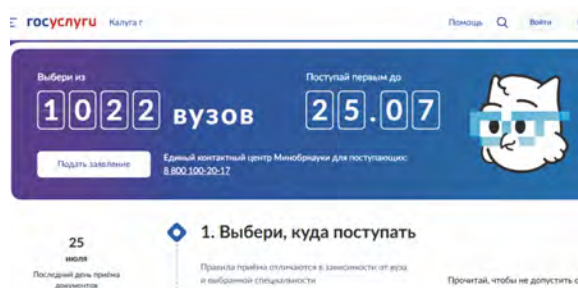 госуслуги Калуга г Помощь Войти
Выбери из
Поступай первым до
1022 вузов 25.07
Подать заявление
Единый контактный центр Минобрнауки для поступающих:
8 800 100-20-17
1. Выбери, куда поступать
25
июля
Последний день приёма
документов
Правила приёма отличаются в зависимости от вуза
и выбранной специальности
Прочитай, чтобы не допустить